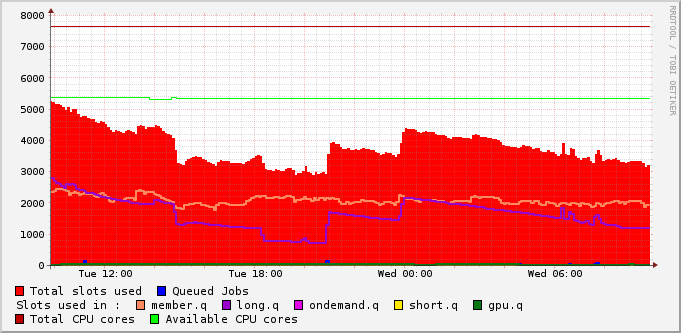 8000
7000
6000
5000
4000
3000
2000
1000
0
Tue 12:00 Tue 18:00 Wed 00:00 Wed 06:00
RRDTOOL / TOBI OETIKER
Total slots used Queued Jobs
Slots used in : member.q long.q ondemand.q short.q gpu.q
Total CPU cores Available CPU cores